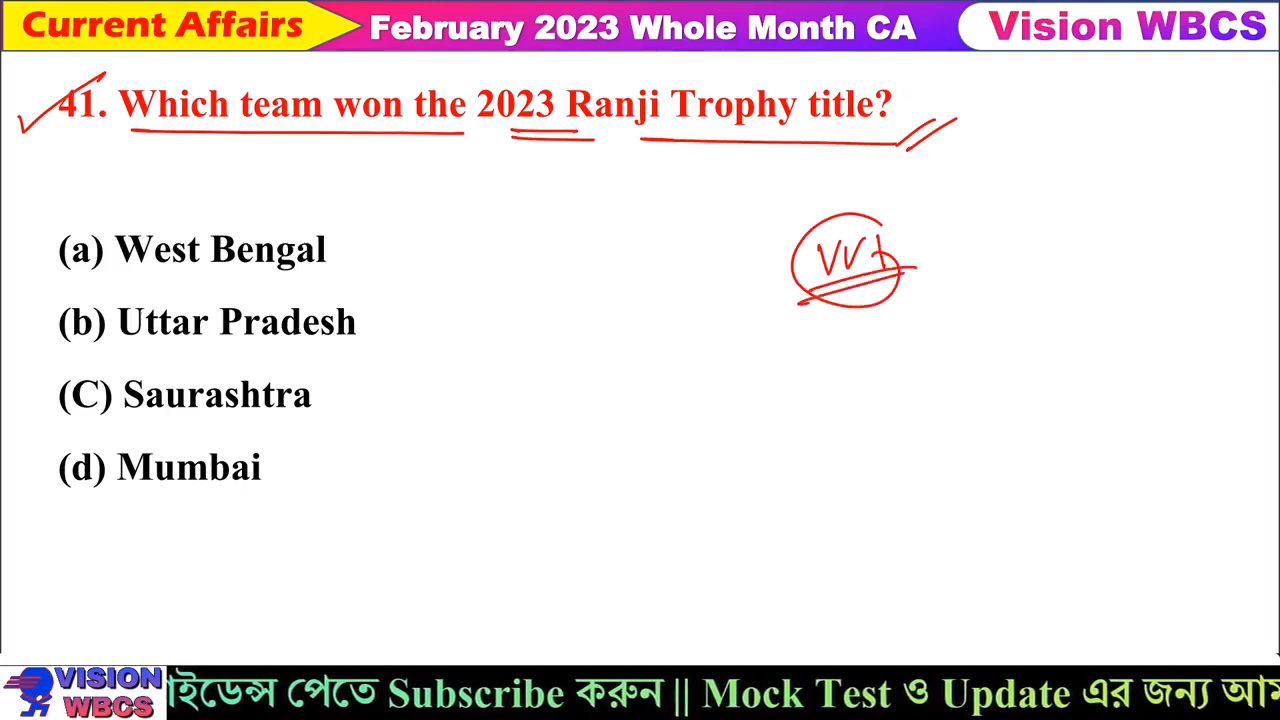 Current Affairs
February 2023 Whole Month CA
Vision WBCS
41. Which team won the 2023 Ranji Trophy title?
VVI
(a) West Bengal
(b) Uttar Pradesh
(C) Saurashtra
(d) Mumbai
VISION
WBCS
াইডেন্স পেতে Subscribe করুন || Mock Test ও Update এর জন্য আম